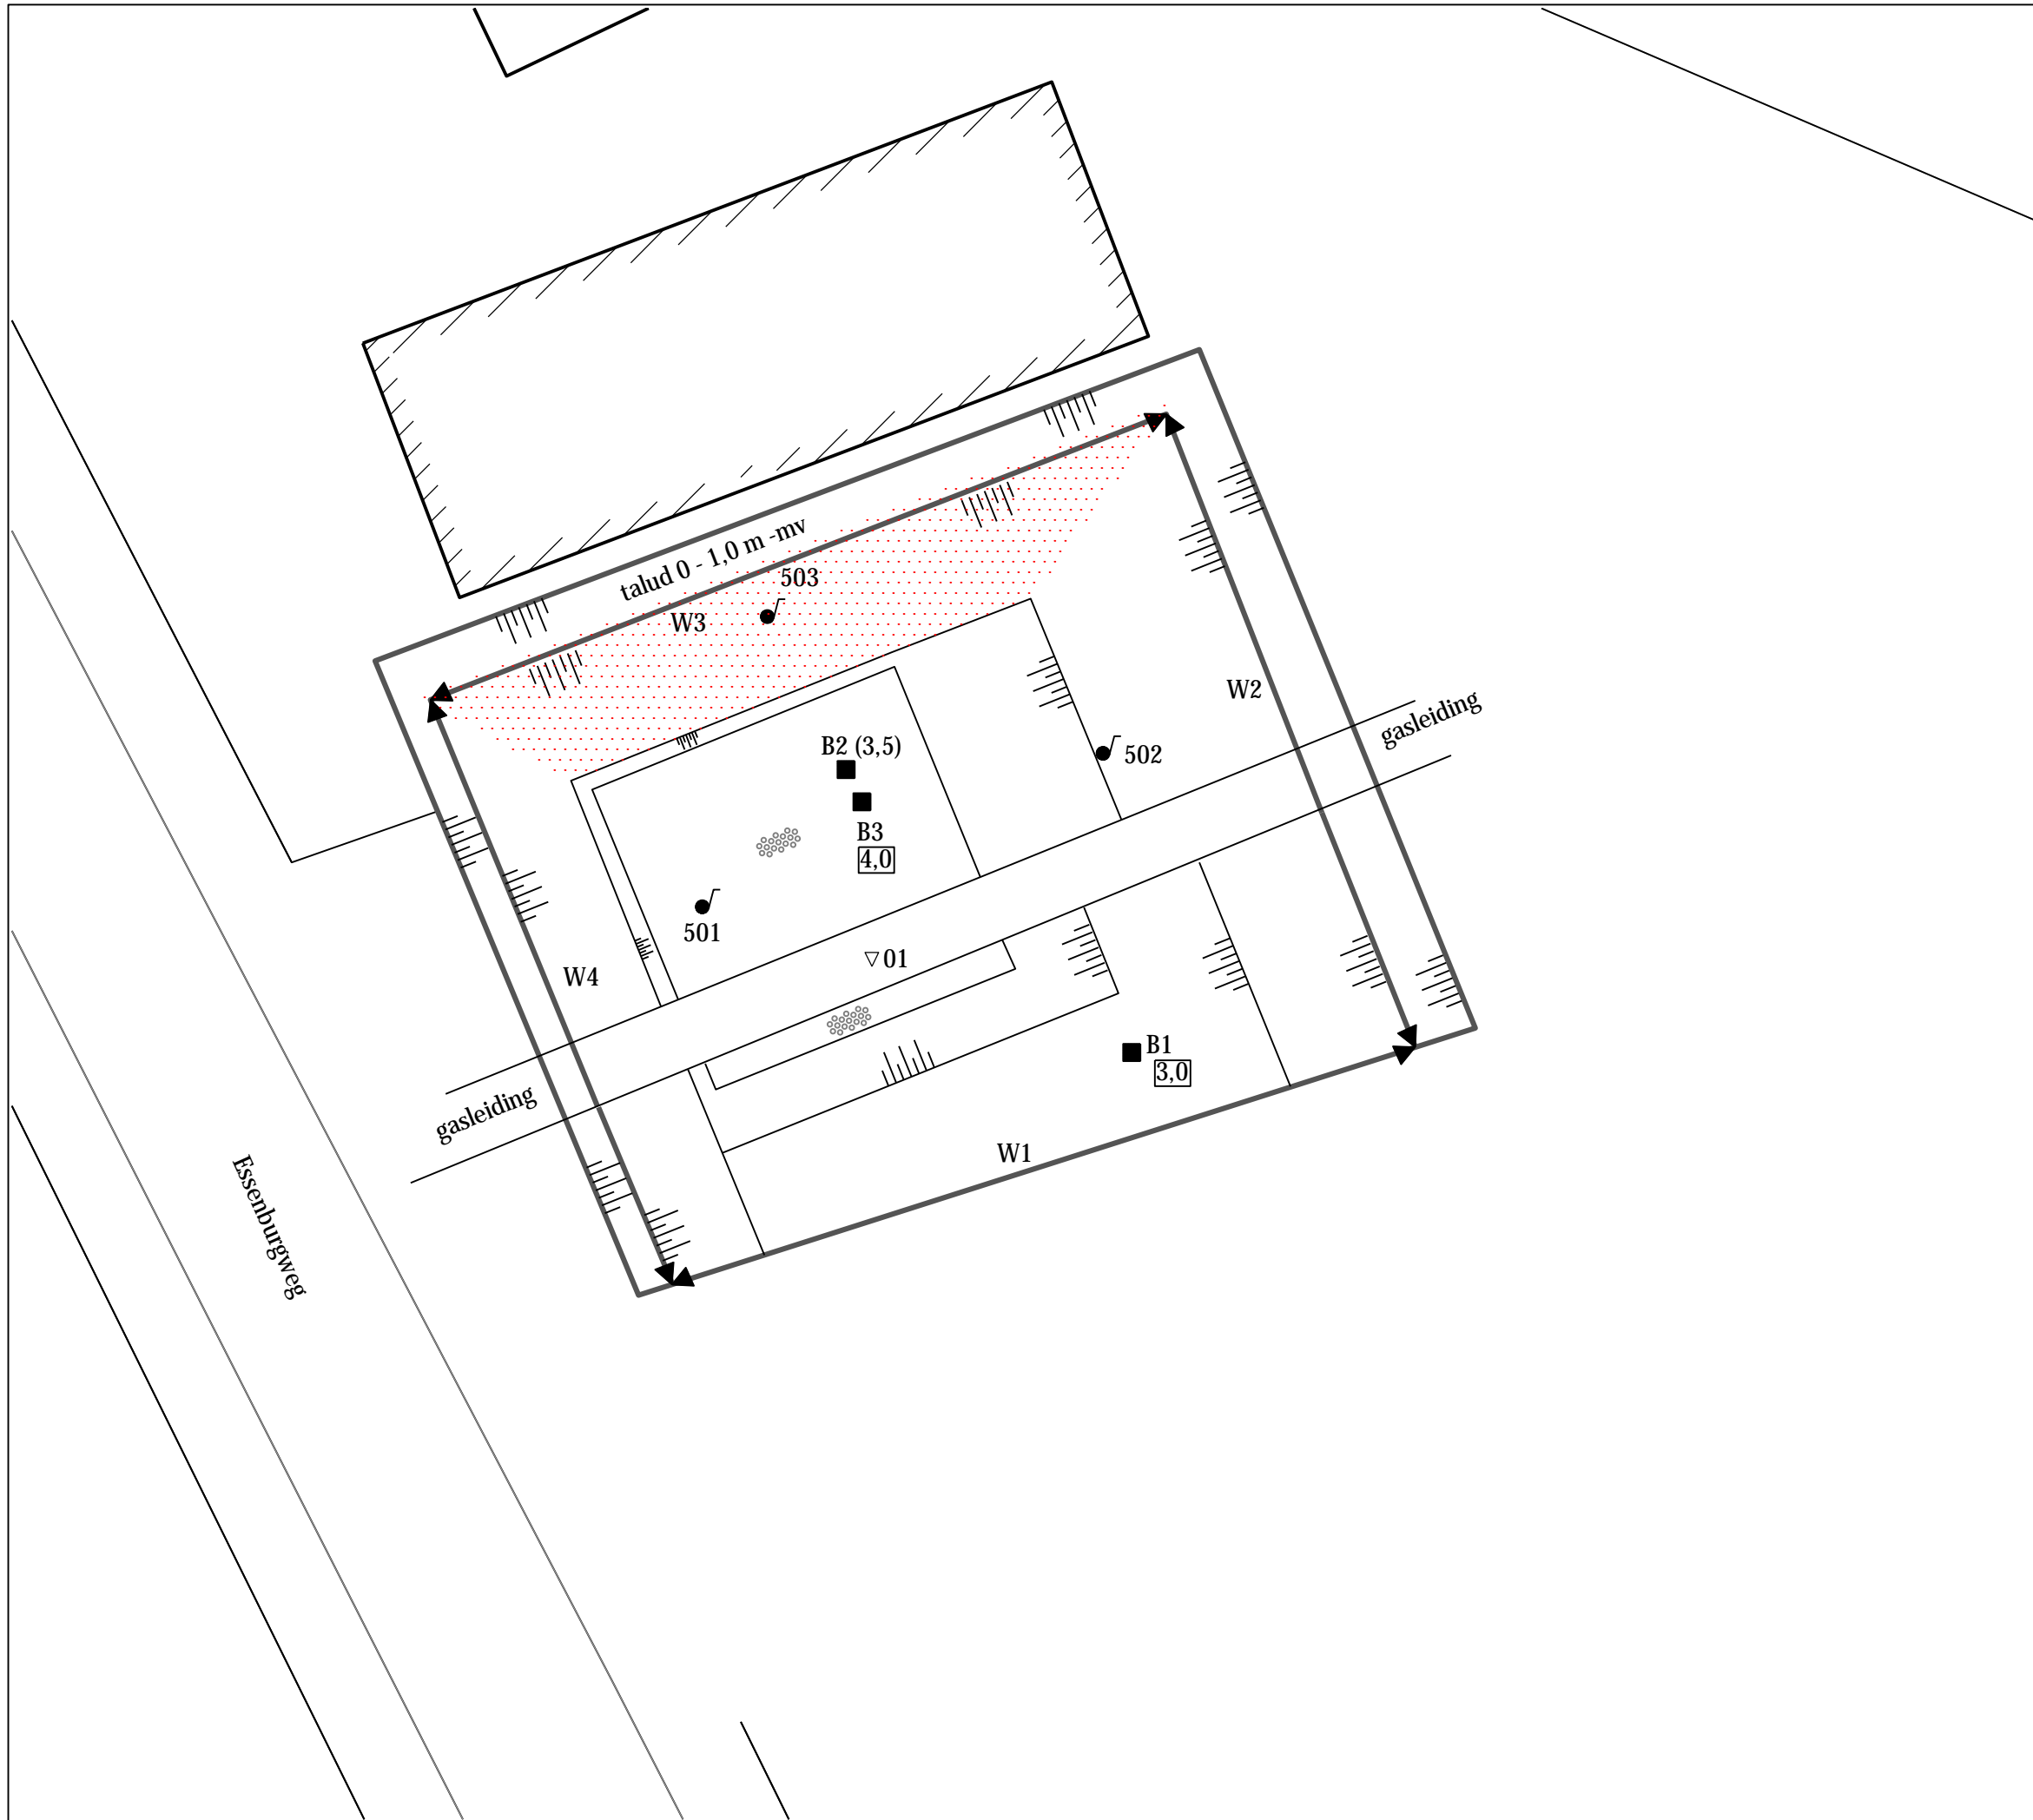 talud 0 - 1,0 m -mv
503
W3
W2
gasleiding
B2 (3,5)
502
B3
4,0
501
▽01
W4
B1
3,0
gasleiding
W1
Essenburgweg